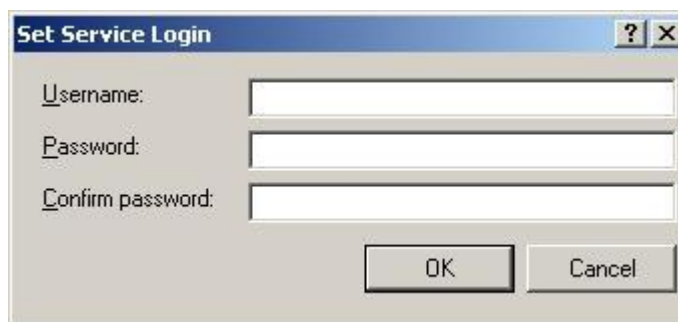 Set Service Login ? ×
Username:
Password:
Confirm password:
OK Cancel